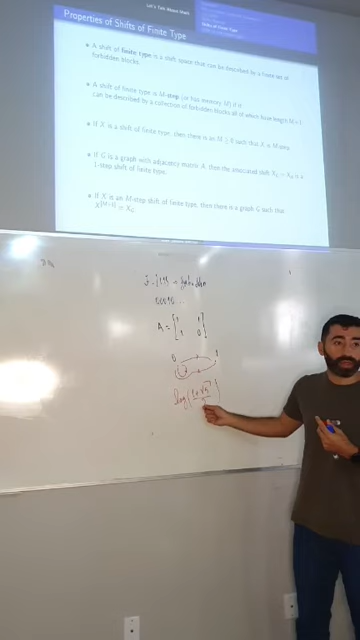 Let's Talk About Shifts
Properties of Shifts of Finite Type
A shift of finite type is a shift space that can be described by a finite set of
forbidden blocks.
A shift of finite type is M-step (or has memory M) if it
can be described by a collection of forbidden blocks all of which have length M+1
If X is a shift of finite type, then there is an M ≥ 0 such that X is M-step
If G is a graph with adjacency matrix A, then the associated shift X_G = X_A is a
1-step shift of finite type.
If X is an M-step shift of finite type, then there is a graph G such
X^[M+1] = X_G
A = [1 1
1 0]
0 1
log(1+√5
2)